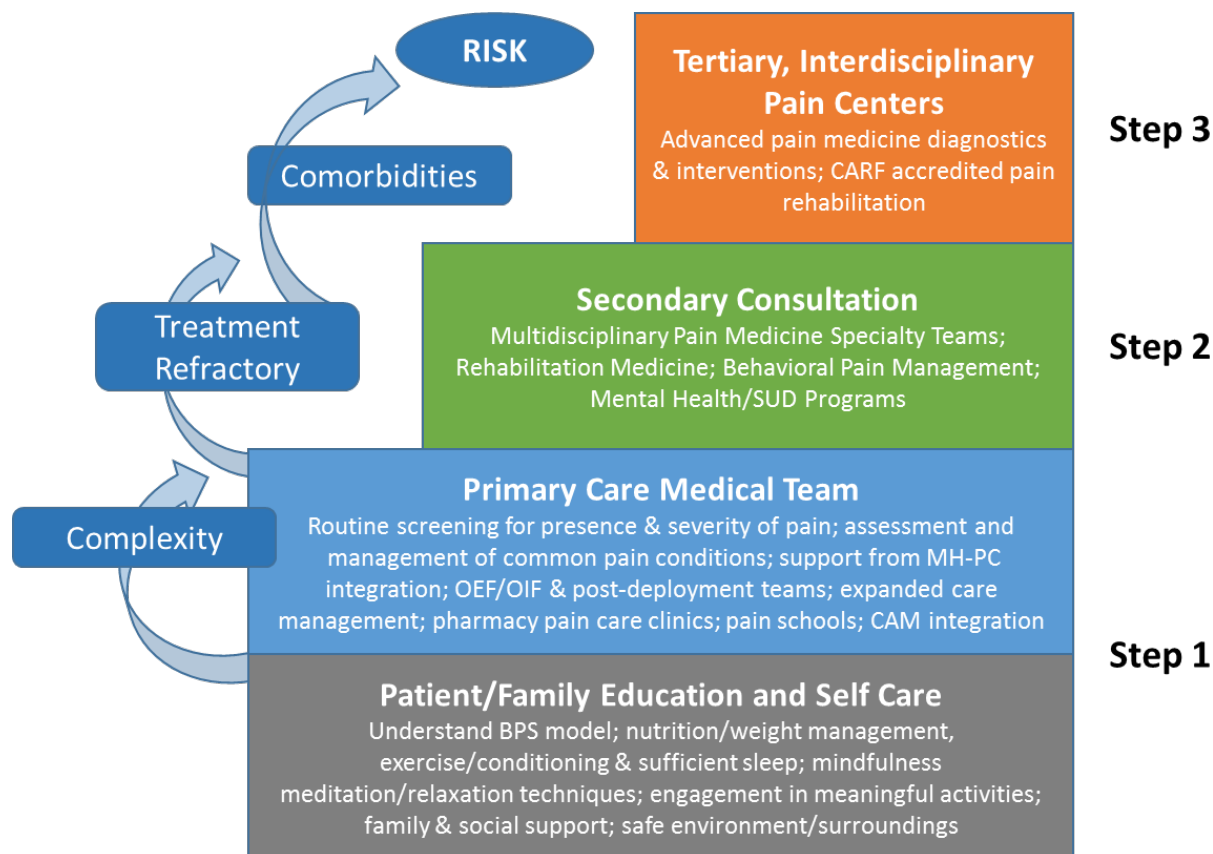 RISK
Tertiary, Interdisciplinary
Pain Centers
Advanced pain medicine diagnostics
& interventions; CARF accredited pain
rehabilitation
Step 3
Comorbidities
Secondary Consultation
Multidisciplinary Pain Medicine Specialty Teams;
Rehabilitation Medicine; Behavioral Pain Management;
Mental Health/SUD Programs
Step 2
Treatment
Refractory
Primary Care Medical Team
Routine screening for presence & severity of pain; assessment and
management of common pain conditions; support from MH-PC
integration; OEF/OIF & post-deployment teams; expanded care
management; pharmacy pain care clinics; pain schools; CAM integration
Complexity
Step 1
Patient/Family Education and Self Care
Understand BPS model; nutrition/weight management,
exercise/conditioning & sufficient sleep; mindfulness
meditation/relaxation techniques; engagement in meaningful activities;
family & social support; safe environment/surroundings